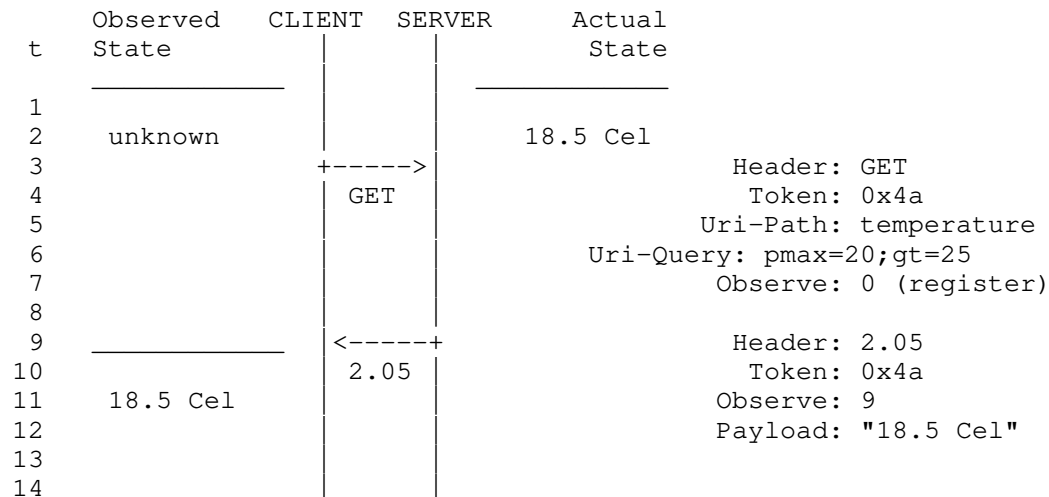 Observed CLIENT SERVER Actual
t State | | State
_____________ | | _____________
1 | |
2 unknown | | 18.5 Cel
3 +-----> | Header: GET
4 | GET | Token: 0x4a
5 | | Uri-Path: temperature
6 | | Uri-Query: pmax=20;gt=25
7 | | Observe: 0 (register)
8 | |
9 _____________ |<-----+ Header: 2.05
10 | 2.05 | Token: 0x4a
11 18.5 Cel | | Observe: 9
12 | | Payload: "18.5 Cel"
13 | |
14 | |